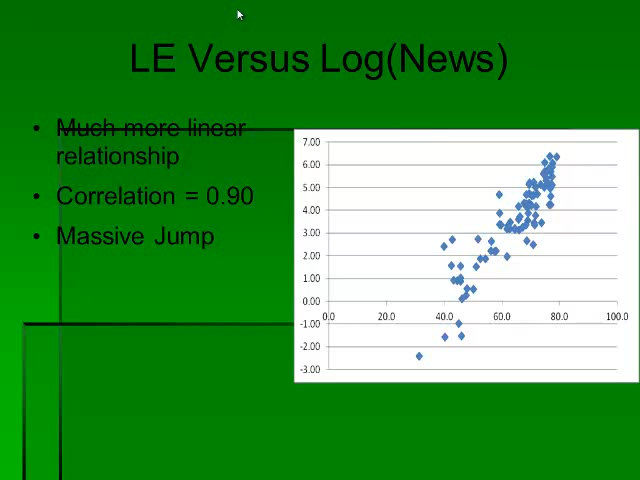 LE Versus Log(News)
• Much more linear
relationship
• Correlation = 0.90
• Massive Jump
7.00
6.00
5.00
4.00
3.00
2.00
1.00
0.00
0.0 20.0 40.0 60.0 80.0 100.0
-1.00
-2.00
-3.00